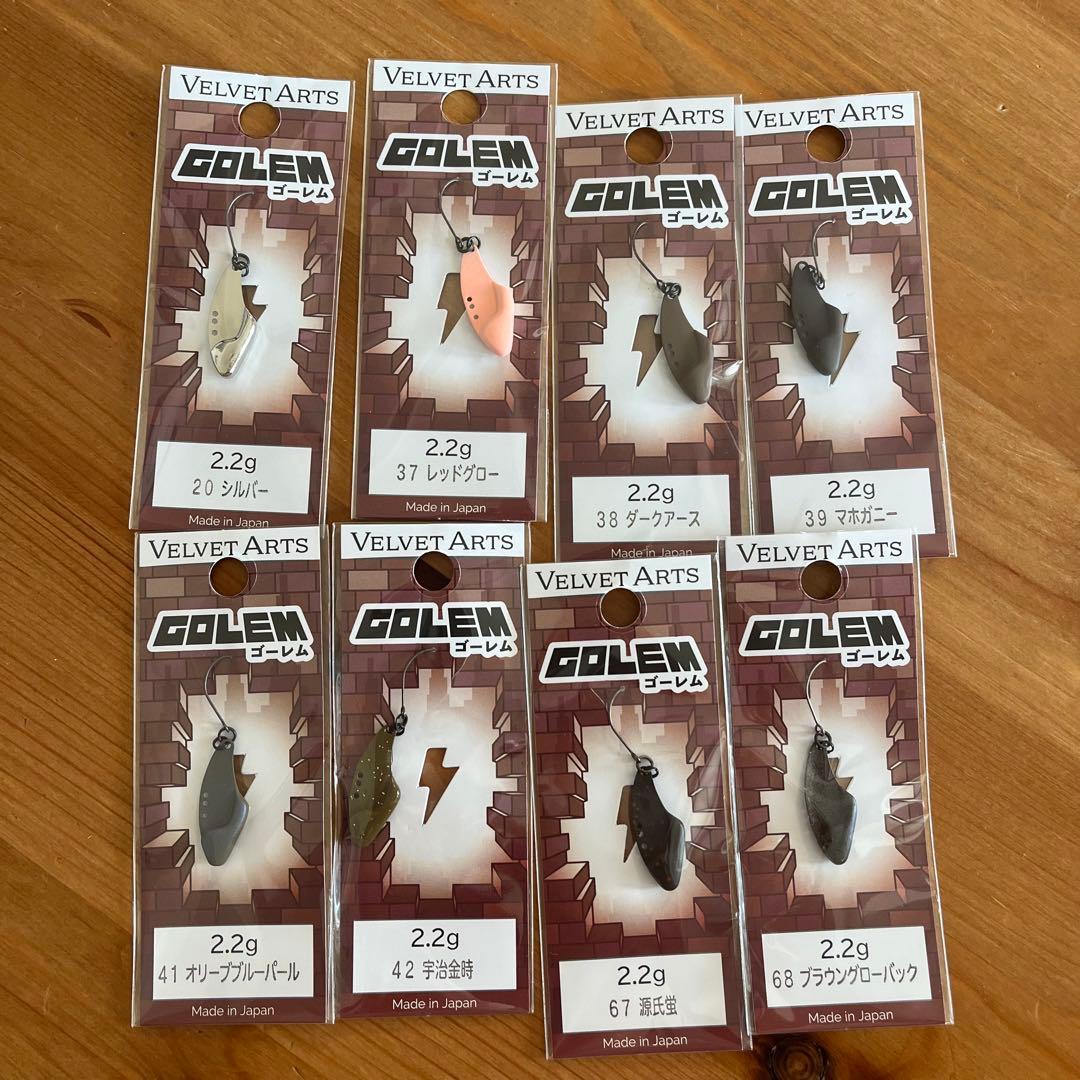 VELVET ARTS
GOLEM
ゴーレム
2.2g
20 シルバー
Made in Japan
VELVET ARTS
GOLEM
ゴーレム
2.2g
37 レッドグロー
VELVET ARTS
GOLEM
ゴーレム
2.2g
38 ダークアース
Made in Japan
VELVET ARTS
GOLEM
ゴーレム
2.2g
39 マホガニー
VELVET ARTS
GOLEM
ゴーレム
2.2g
41 オリーブブルーパール
Made in Japan
VELVET ARTS
GOLEM
ゴーレム
2.2g
42 宇治金時
Made in Japan
VELVET ARTS
GOLEM
ゴーレム
2.2g
67 源氏蛍
Made in Japan
VELVET ARTS
GOLEM
ゴーレム
2.2g
68 ブラウングローバック
Made in Japan